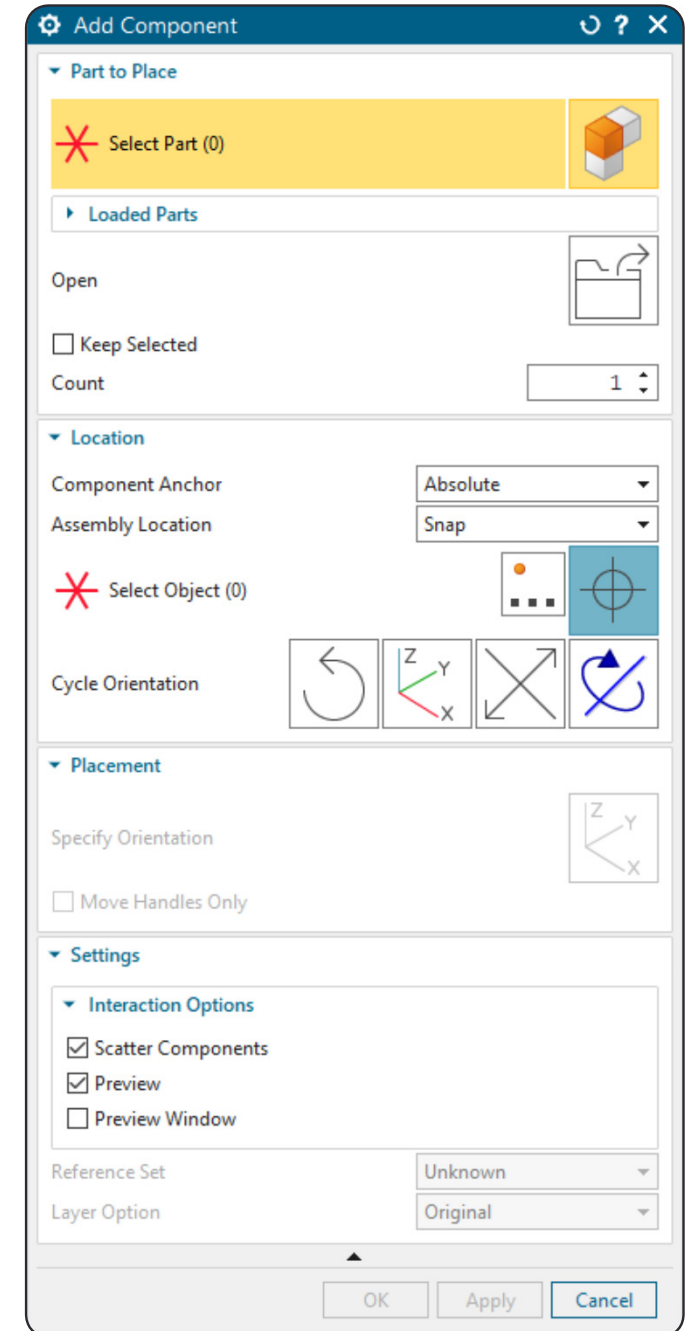 Add Component ?
Part to Place
Select Part (0)
Loaded Parts
Open
Keep Selected
Count 1
Location
Component Anchor Absolute
Assembly Location Snap
Select Object (0)
Cycle Orientation Z Y X
Placement
Specify Orientation Z Y X
Move Handles Only
Settings
Interaction Options
Scatter Components
Preview
Preview Window
Reference Set Unknown
Layer Option Original
OK Apply Cancel